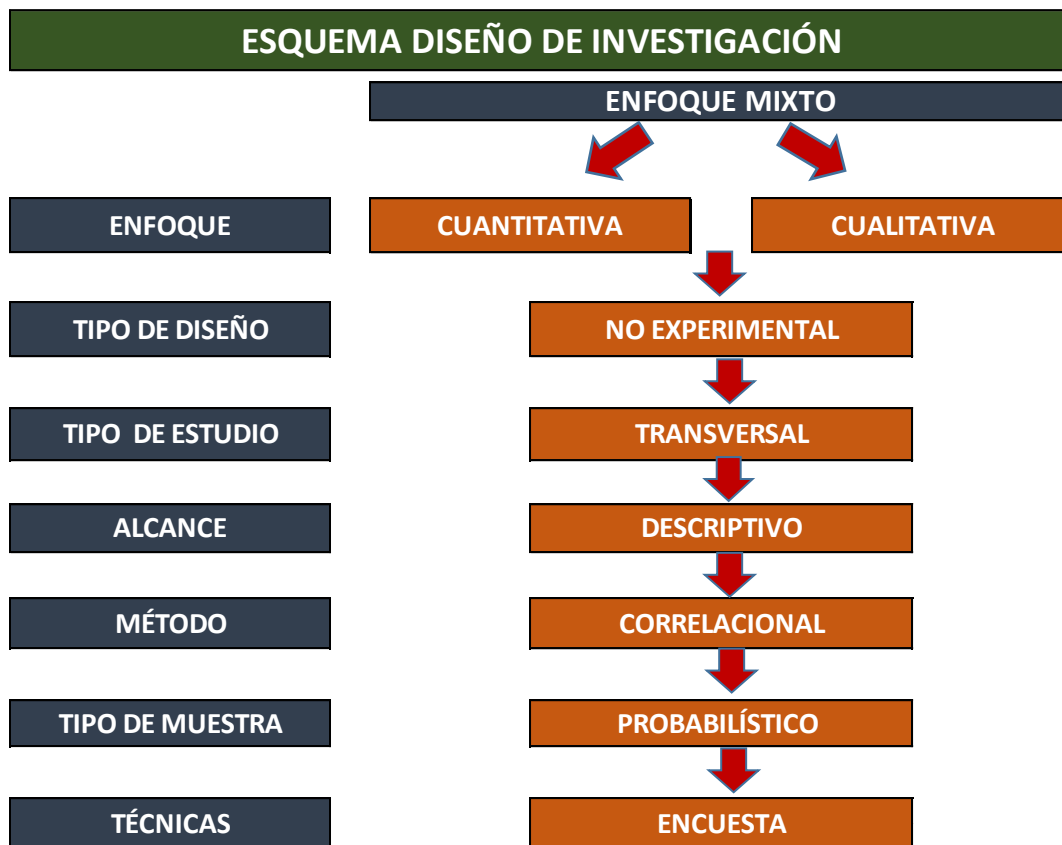 ESQUEMA DISEÑO DE INVESTIGACIÓN
ENFOQUE MIXTO
ENFOQUE
CUANTITATIVA
CUALITATIVA
TIPO DE DISEÑO
NO EXPERIMENTAL
TIPO DE ESTUDIO
TRANSVERSAL
ALCANCE
DESCRIPTIVO
MÉTODO
CORRELACIONAL
TIPO DE MUESTRA
PROBABILÍSTICO
TÉCNICAS
ENCUESTA